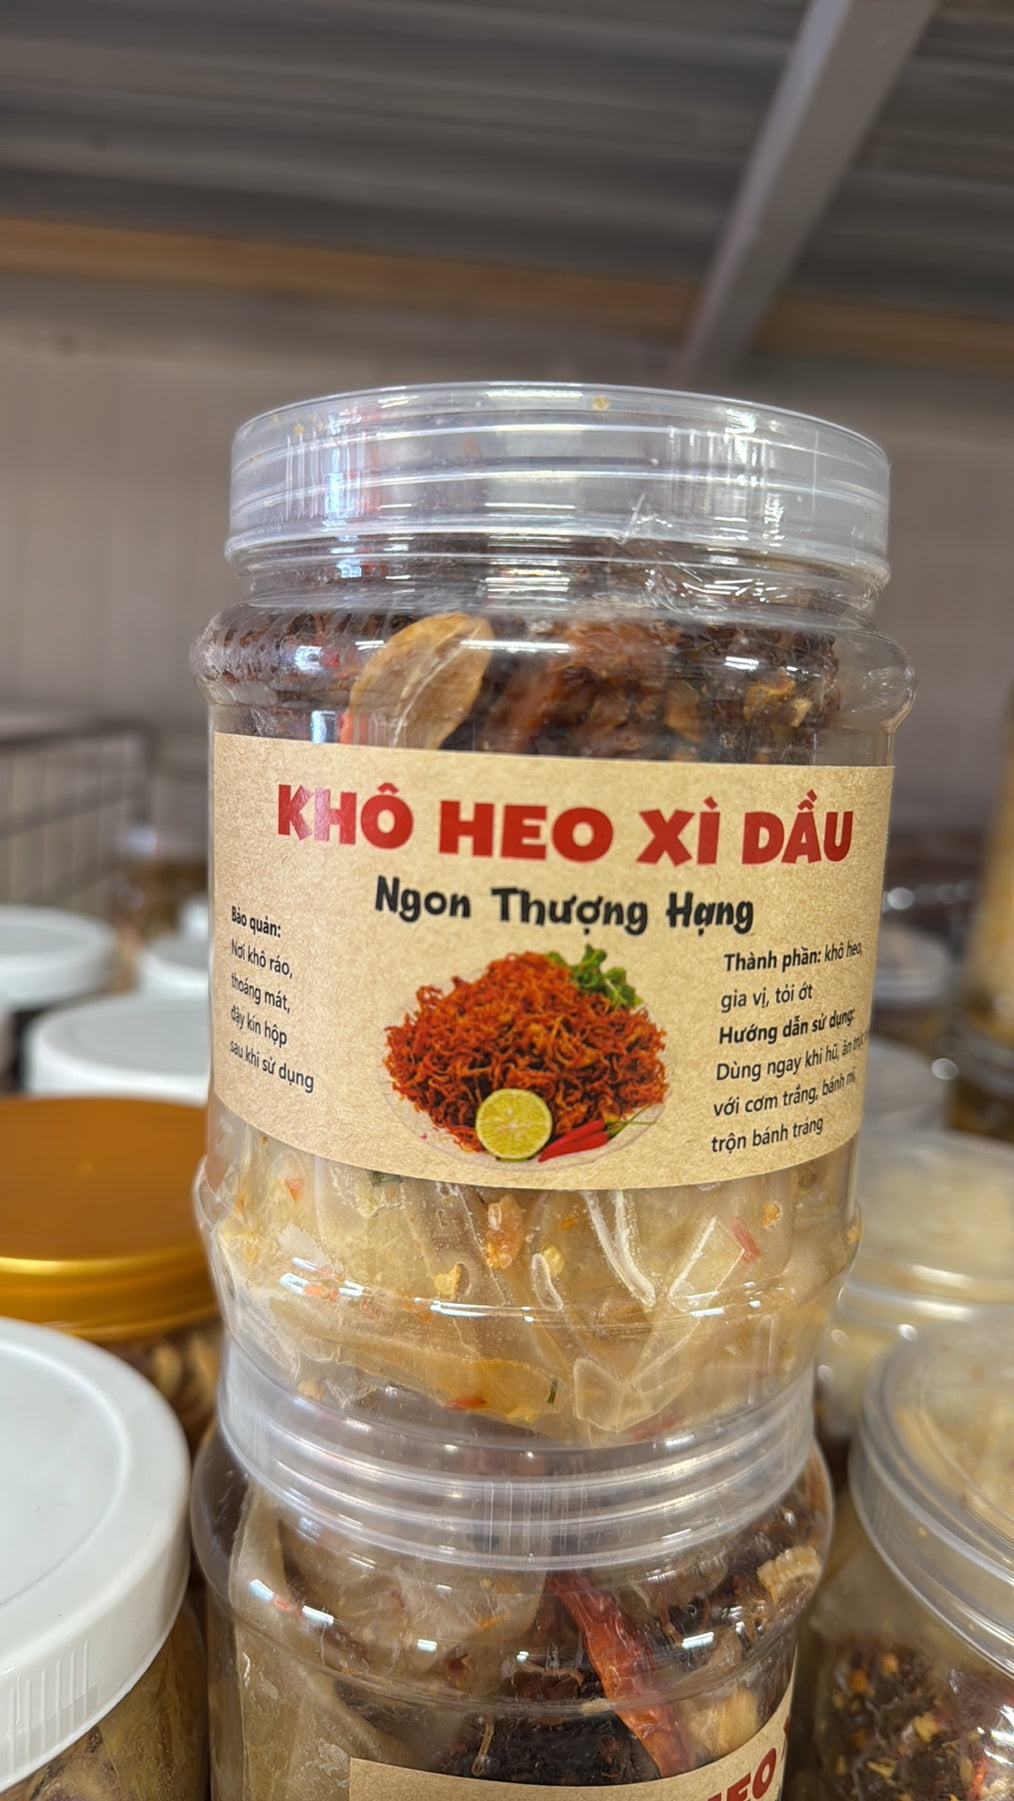 KHÔ HEO XÌ DẦU
Ngon Thượng Hạng
Bảo quản:
Nơi khô ráo,
thoáng mát,
đậy kín hộp
sau khi sử dụng
Thành phần: khô heo,
gia vị, tỏi ớt
Hướng dẫn sử dụng:
Dùng ngay khi hũ, ăn
với cơm trắng, bánh mì,
trộn bánh tráng
HEO